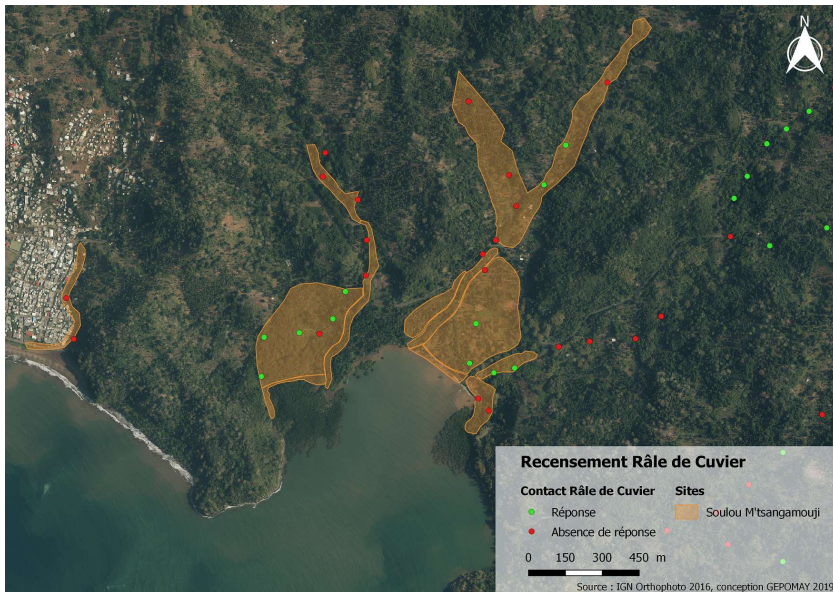 N
Recensement Râle de Cuvier
Contact Râle de Cuvier Sites
Réponse Soulou M'tsangamouji
Absence de réponse
0 150 300 450 m
Source : IGN Orthophoto 2016, conception GEPOMAY 2019